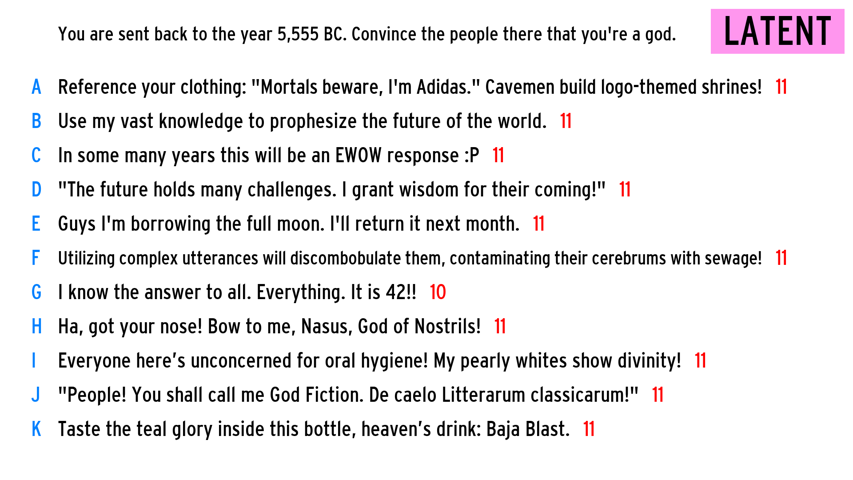 You are sent back to the year 5,555 BC. Convince the people there that you're a god.
LATENT
A Reference your clothing: "Mortals beware, I'm Adidas." Cavemen build logo-themed shrines! 11
B Use my vast knowledge to prophesize the future of the world. 11
C In some many years this will be an EWOW response :P 11
D "The future holds many challenges. I grant wisdom for their coming!" 11
E Guys I'm borrowing the full moon. I'll return it next month. 11
F Utilizing complex utterances will discombobulate them, contaminating their cerebrums with sewage! 11
G I know the answer to all. Everything. It is 42!! 10
H Ha, got your nose! Bow to me, Nasus, God of Nostrils! 11
I Everyone here’s unconcerned for oral hygiene! My pearly whites show divinity! 11
J "People! You shall call me God Fiction. De caelo Litterarum classicarum!" 11
K Taste the teal glory inside this bottle, heaven’s drink: Baja Blast. 11